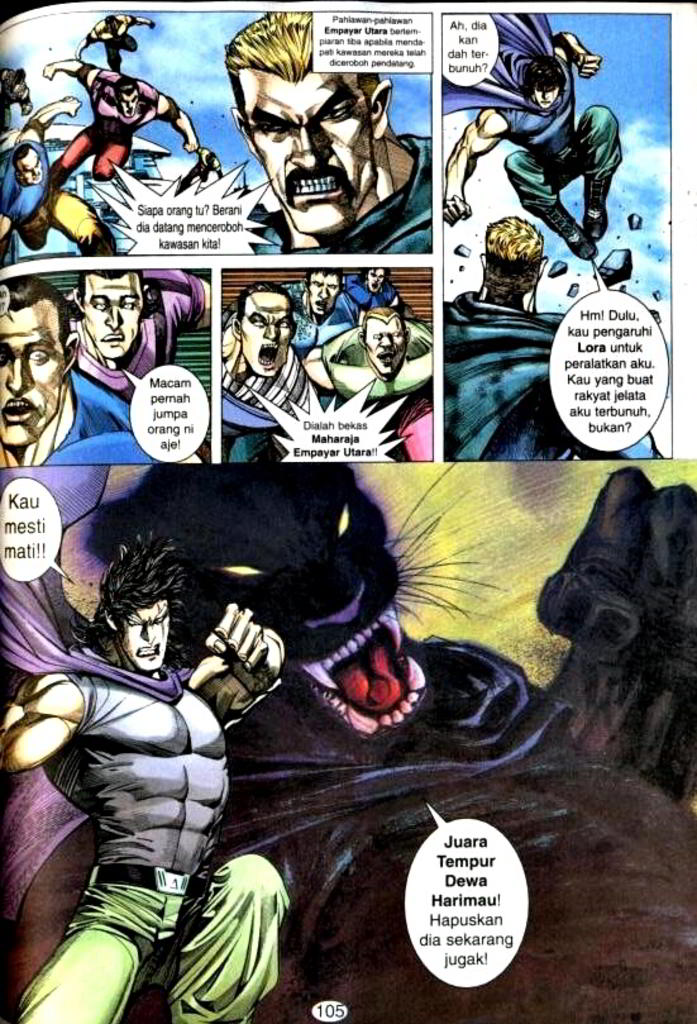 Pahlawan-pahlawan
Empayar Utara bertem-
piaran tiba apabila menda-
pati kawasan mereka telah
diceroboh pendatang.
Siapa orang tu? Berani
dia datang menceroboh
kawasan kita!
Ah, dia
kan
dah ter-
bunuh?
Hm! Dulu,
kau pengaruhi
Lora untuk
peralatkan aku.
Kau yang buat
rakyat jelata
aku terbunuh,
bukan?
Macam
pernah
jumpa
orang ni
aje!
Dialah bekas
Maharaja
Empayar Utara!!
Kau
mesti
mati!!
Juara
Tempur
Dewa
Harimau!
Hapuskan
dia sekarang
jugak!
105